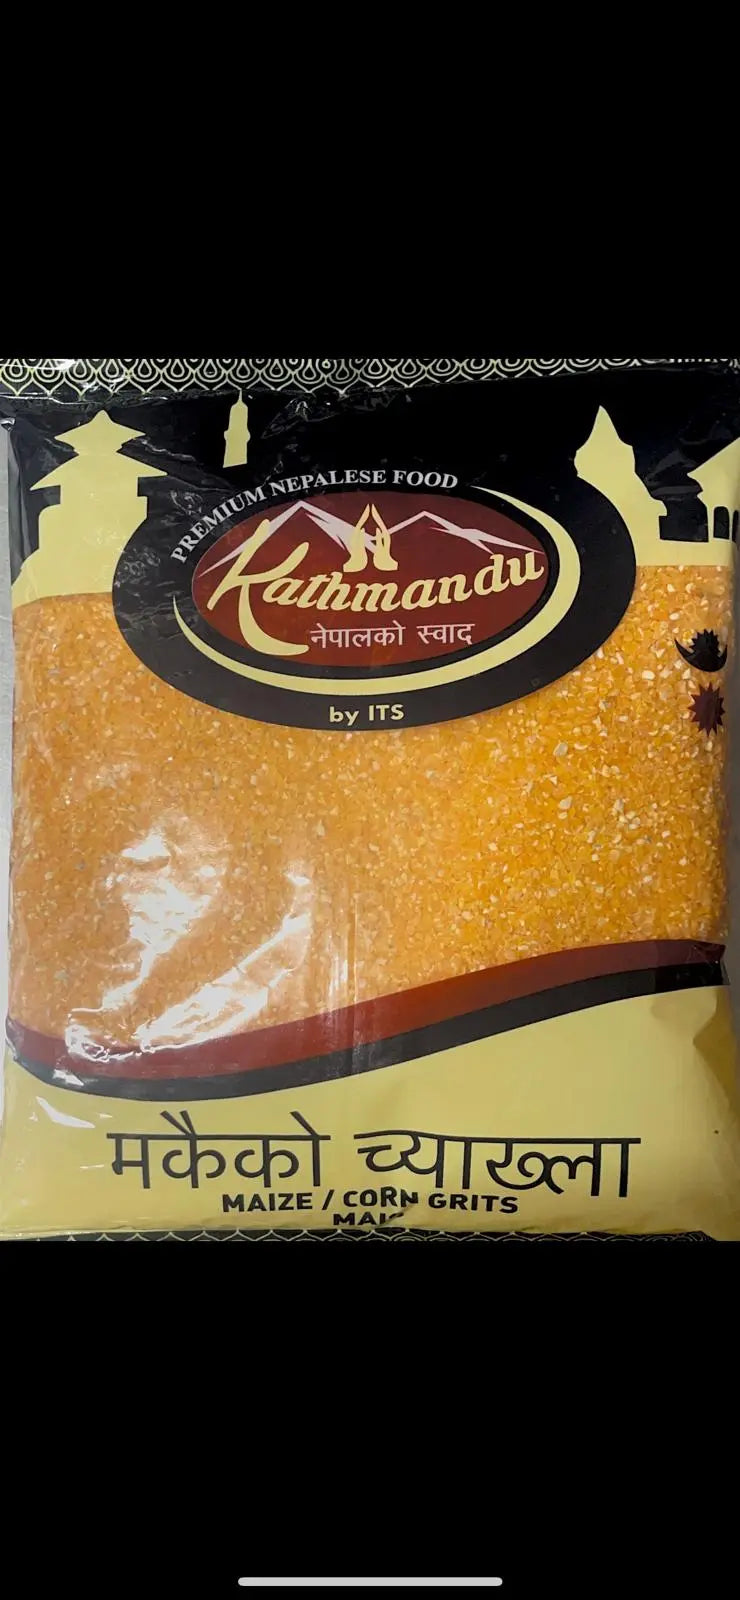 PREMIUM NEPALESE FOOD
Kathmandu
नेपालको स्वाद
by ITS
मकैको च्याख्ला
MAIZE / CORN GRITS